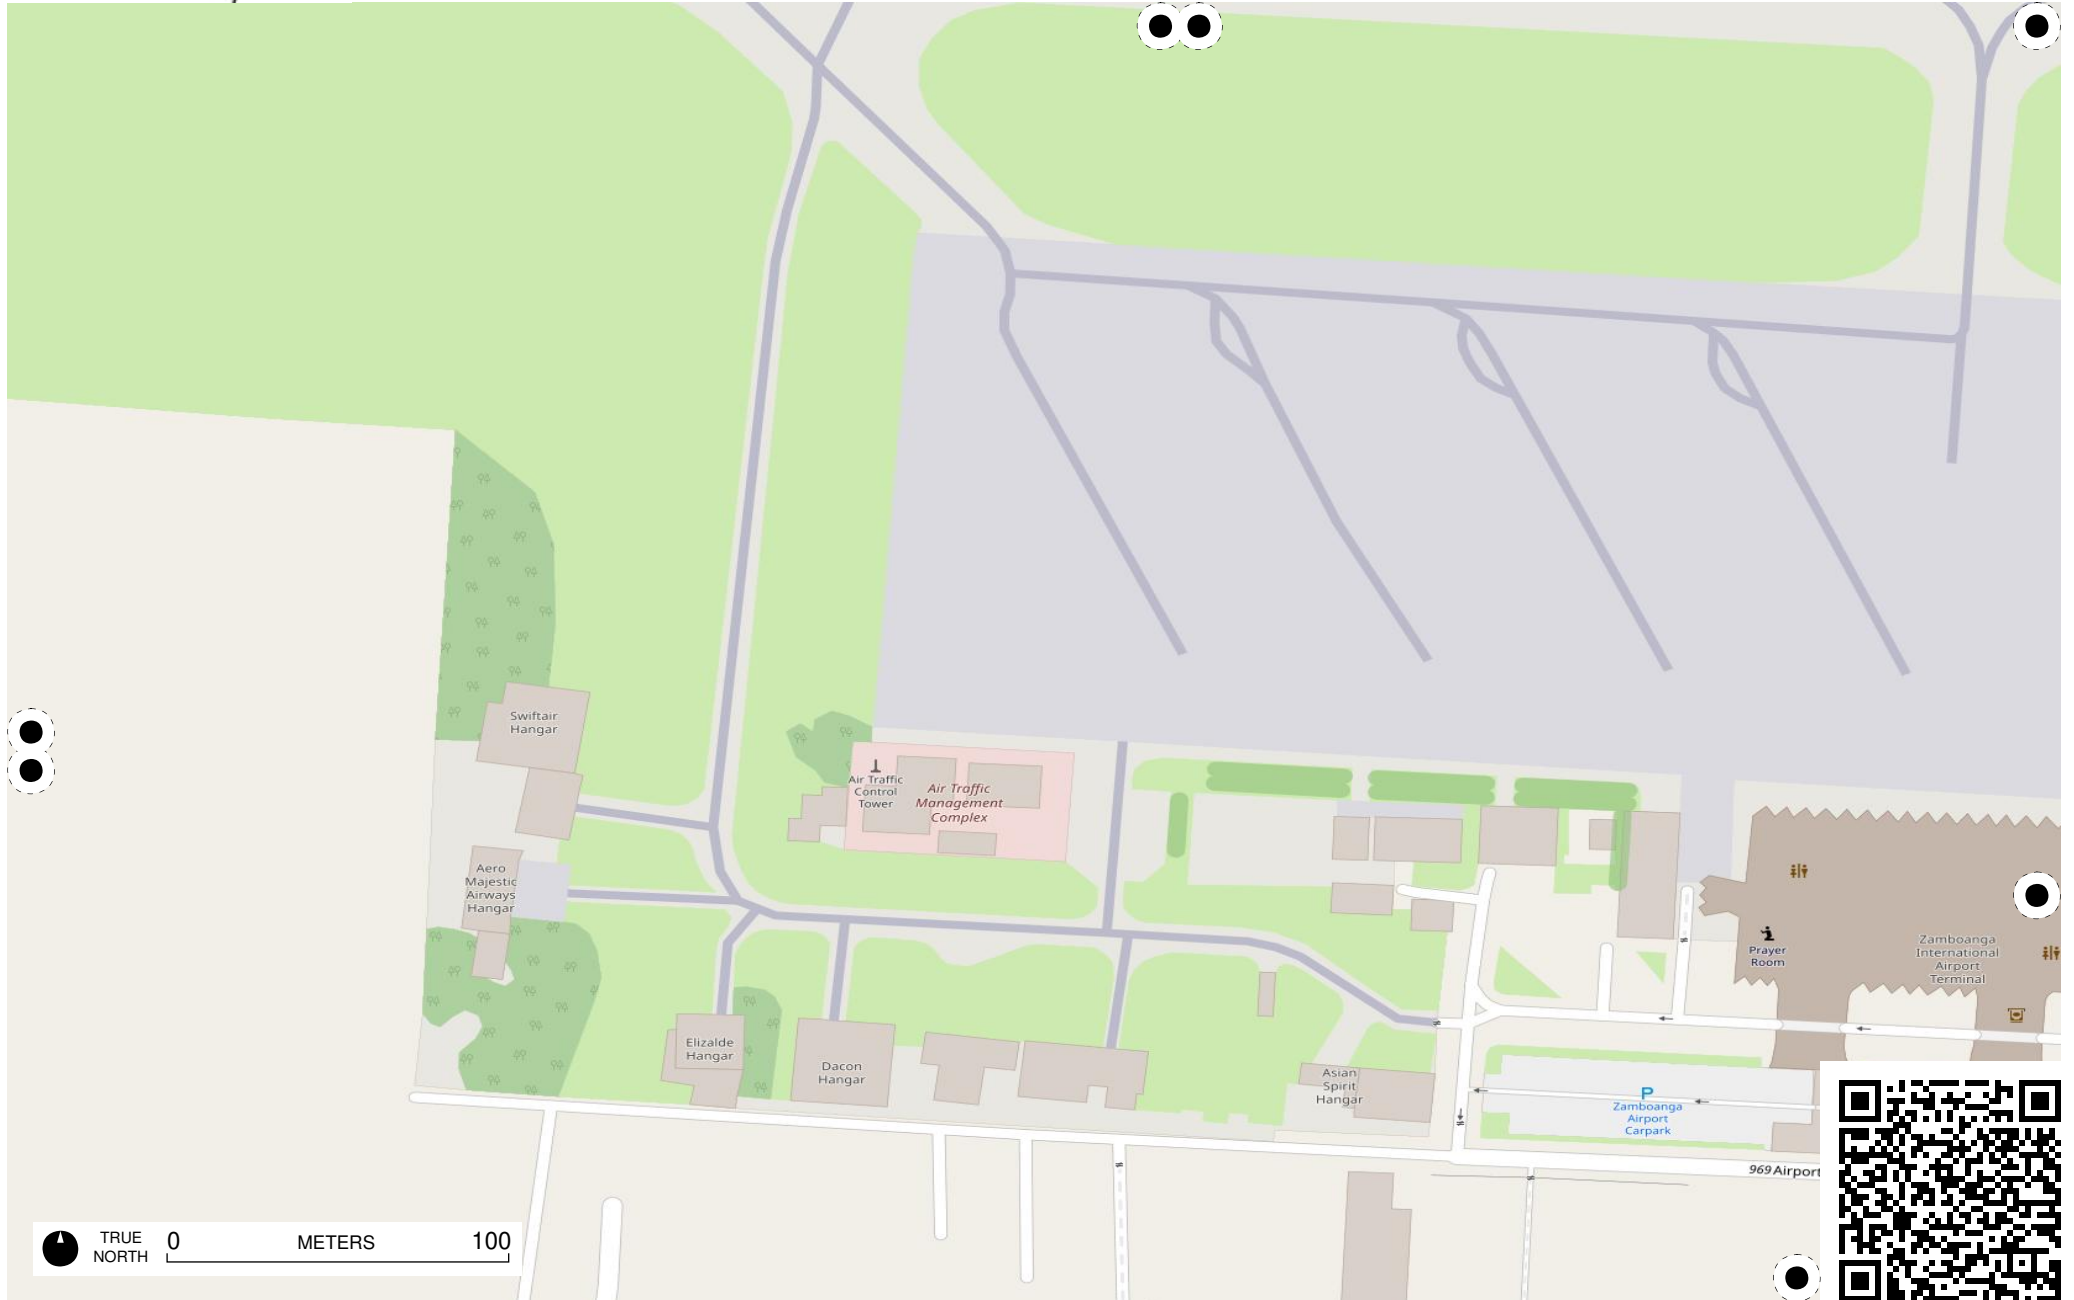 Swiftair
Hangar
Air Traffic
Control
Tower
Air Traffic
Management
Complex
Aero
Majestic
Airways
Hangar
Prayer
Room
Zamboanga
International
Airport
Terminal
Elizalde
Hangar
Dacon
Hangar
Asian
Spirit
Hangar
P
Zamboanga
Airport
Carpark
969 Airport
TRUE
NORTH
0 METERS 100